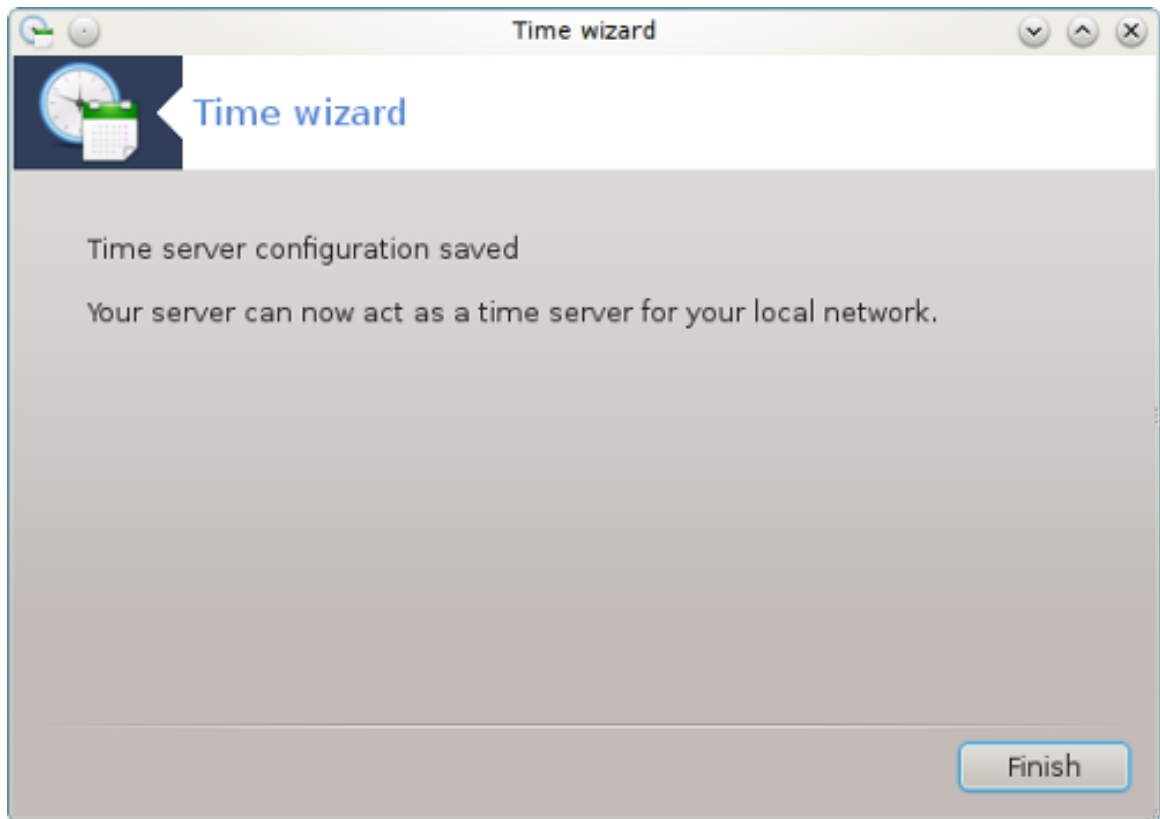 Time wizard
Time wizard
Time server configuration saved
Your server can now act as a time server for your local network.
Finish